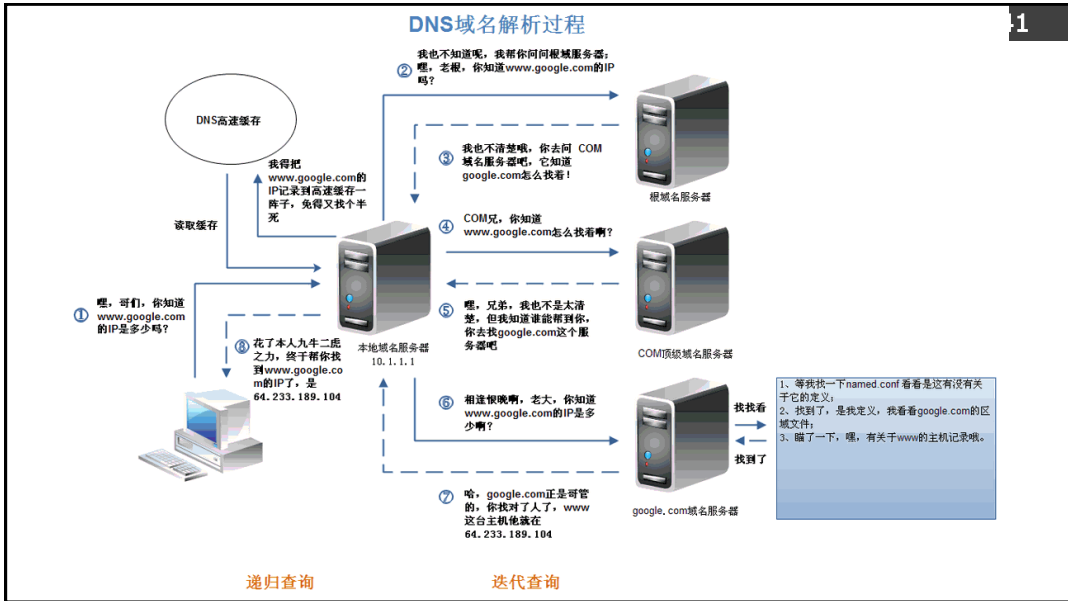 DNS域名解析过程
41
②
我也不知道呢，我帮你问问根域服务器；
嘿，老根，你知道www.google.com的IP
吗？
DNS高速缓存
我得把
www.google.com的
IP记录到高速缓存一
阵子，免得又找个半
死
读取缓存
③
我也不清楚哦，你去问 COM
域名服务器吧，它知道
google.com怎么找着！
根域名服务器
④
COM兄，你知道
www.google.com怎么找着啊？
①
嘿，哥们，你知道
www.google.com
的IP是多少吗？
⑤
嘿，兄弟，我也不是太清
楚，但我知道谁能帮到你，
你去找google.com这个服
务器吧
COM顶级域名服务器
⑧
花了本人九牛二虎
之力，终于帮你找
到www.google.co
m的IP了，是
64.233.189.104
本地域名服务器
10.1.1.1
⑥
相逢恨晚啊，老大，你知道
www.google.com的IP是多
少啊？
找找看
找到了
1、等我找一下named.conf 看看是这有没有关
于它的定义；
2、找到了，是我定义，我看看google.com的区
域文件；
3、瞄了一下，嘿，有关于www的主机记录哦。
⑦
哈，google.com正是哥管
的，你找对了人了，www
这台主机他就在
64.233.189.104
google.com域名服务器
递归查询
迭代查询